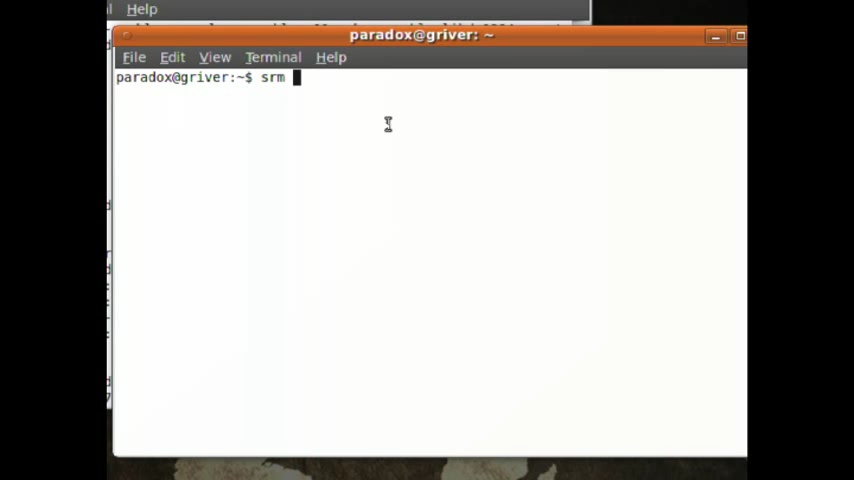 Help
paradox@griver: ~
File Edit View Terminal Help
paradox@griver:~$ srm